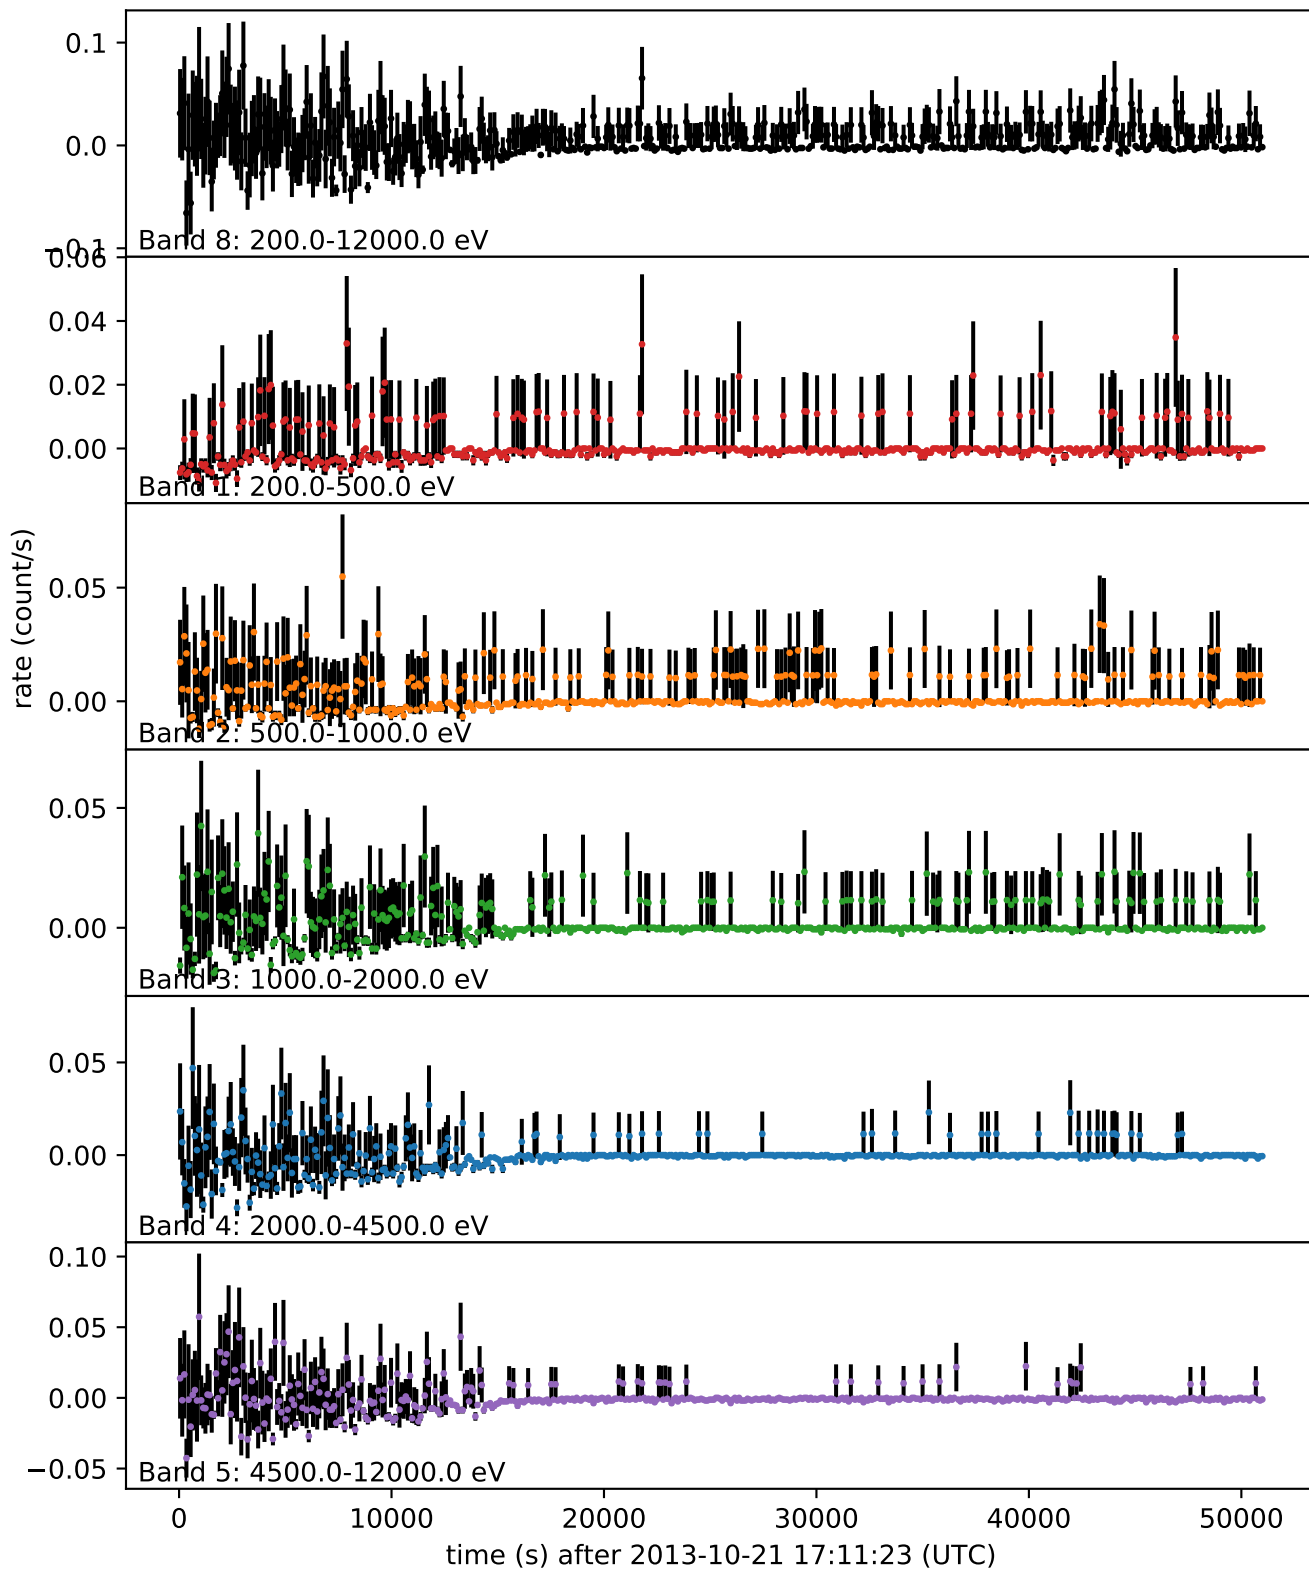 0.1
0.0
−0.1
Band 8: 200.0-12000.0 eV
0.06
0.04
0.02
0.00
Band 1: 200.0-500.0 eV
rate (count/s)
0.05
0.00
Band 2: 500.0-1000.0 eV
0.05
0.00
Band 3: 1000.0-2000.0 eV
0.05
0.00
Band 4: 2000.0-4500.0 eV
0.10
0.05
0.00
−0.05
Band 5: 4500.0-12000.0 eV
0 10000 20000 30000 40000 50000
time (s) after 2013-10-21 17:11:23 (UTC)